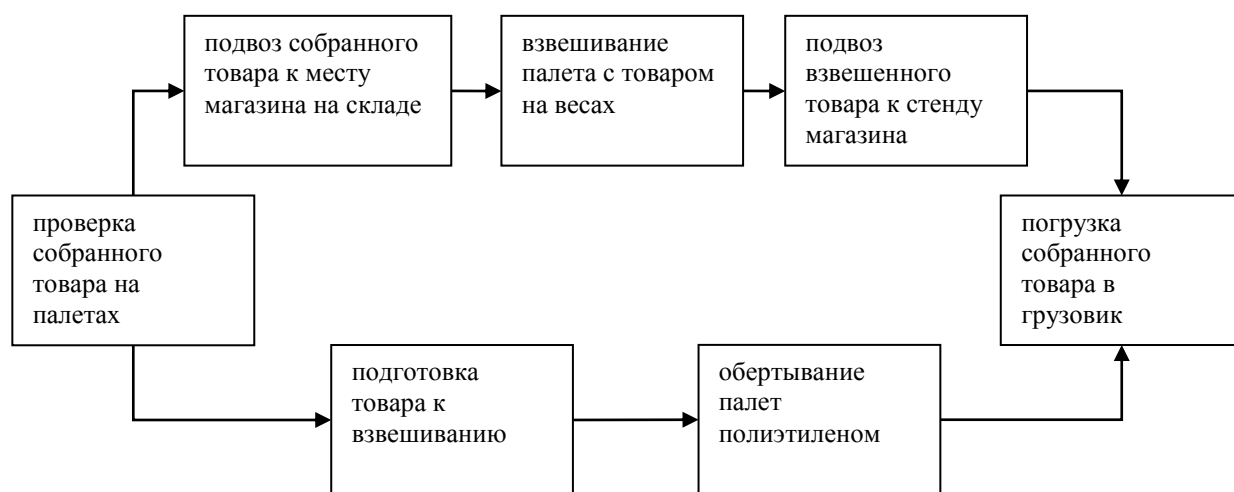 подвоз собранного
товара к месту
магазина на складе
взвешивание
палета с товаром
на весах
подвоз
взвешенного
товара к стенду
магазина
проверка
собранного
товара на
палетах
погрузка
собранного
товара в
грузовик
подготовка
товара к
взвешиванию
обертывание
палет
полиэтиленом